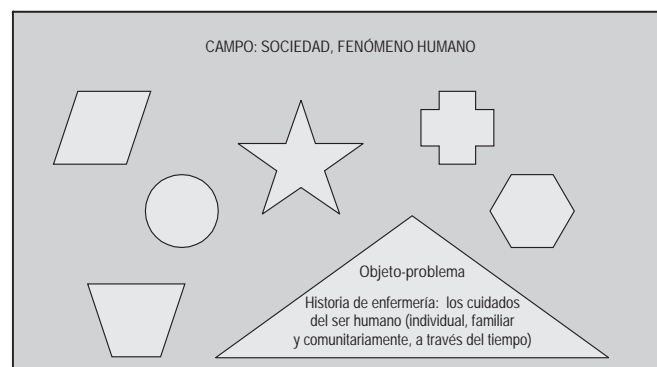 CAMPO: SOCIEDAD, FENÓMENO HUMANO
Objeto-problema
Historia de enfermería: los cuidados
del ser humano (individual, familiar
y comunitariamente, a través del tiempo)